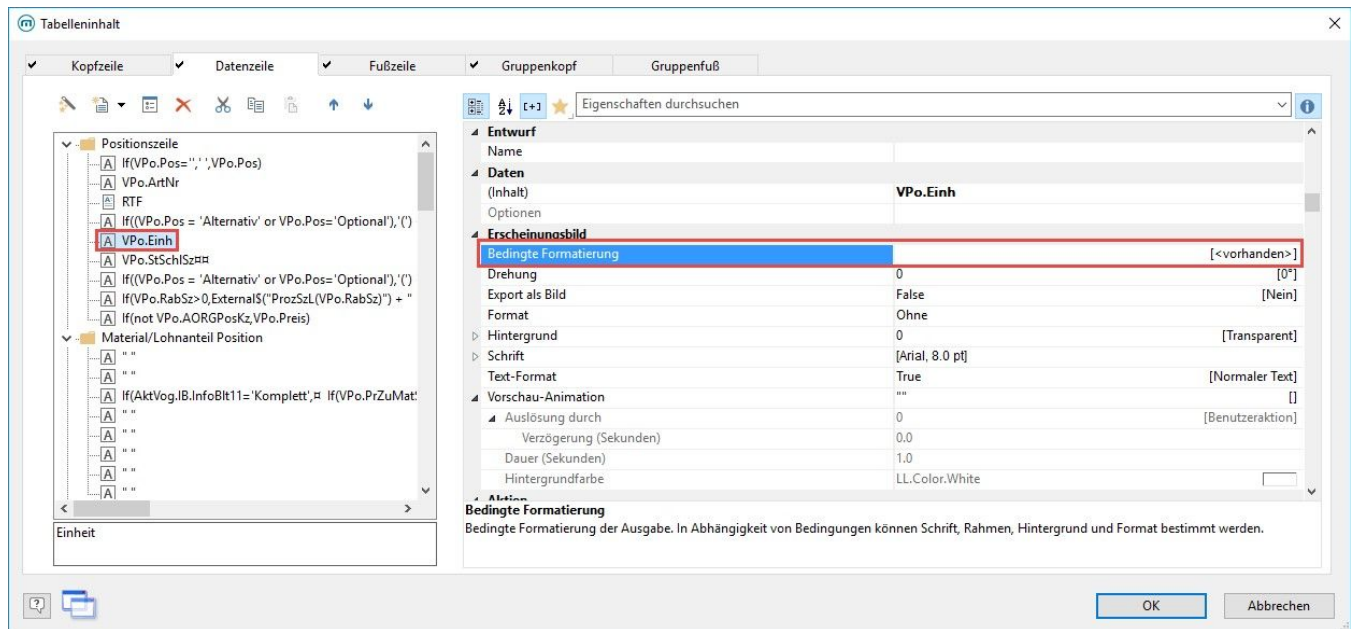 Tabelleninhalt
Kopfzeile Datenzeile Fußzeile Gruppenkopf Gruppenfuß
Eigenschaften durchsuchen
Positionszeile
If(VPo.Pos='',' ',VPo.Pos)
VPo.ArtNr
RTF
If((VPo.Pos = 'Alternativ' or VPo.Pos='Optional'),'(')
VPo.Einh
VPo.StSchlSz¤¤
If((VPo.Pos = 'Alternativ' or VPo.Pos='Optional'),'(')
If(VPo.RabSz>0,External$("ProzSzL(VPo.RabSz)") + "
If(not VPo.AORGPosKz,VPo.Preis)
Material/Lohnanteil Position
" "
" "
If(AktVog.IB.InfoBlt11='Komplett',¤ If(VPo.PrZuMat
" "
" "
" "
" "
" "
Einheit
Entwurf
Name
Daten
(Inhalt) VPo.Einh
Optionen
Erscheinungsbild
Bedingte Formatierung [<vorhanden>]
Drehung 0 [0°]
Export als Bild False [Nein]
Format Ohne
Hintergrund 0 [Transparent]
Schrift [Arial, 8.0 pt]
Text-Format True [Normaler Text]
Vorschau-Animation "" []
Auslösung durch 0 [Benutzeraktion]
Verzögerung (Sekunden) 0.0
Dauer (Sekunden) 1.0
Hintergrundfarbe LL.Color.White
Aktion
Bedingte Formatierung
Bedingte Formatierung der Ausgabe. In Abhängigkeit von Bedingungen können Schrift, Rahmen, Hintergrund und Format bestimmt werden.
OK Abbrechen